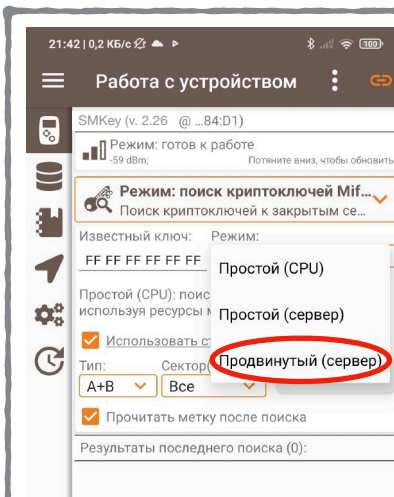 21:42 | 0,2 КБ/с
100
Работа с устройством
SMKey (v. 2.26 @ ...84:D1)
Режим: готов к работе
-59 dBm;
Потяните вниз, чтобы обновить
Режим: поиск криптоключей Mif...
Поиск криптоключей к закрытым се...
Известный ключ: Режим:
FF FF FF FF FF FF
Простой (CPU)
Простой (CPU): поис
используя ресурсы
Простой (сервер)
Использовать
Продвинутый (сервер)
Тип: Сектор
A+B Все
Прочитать метку после поиска
Результаты последнего поиска (0):